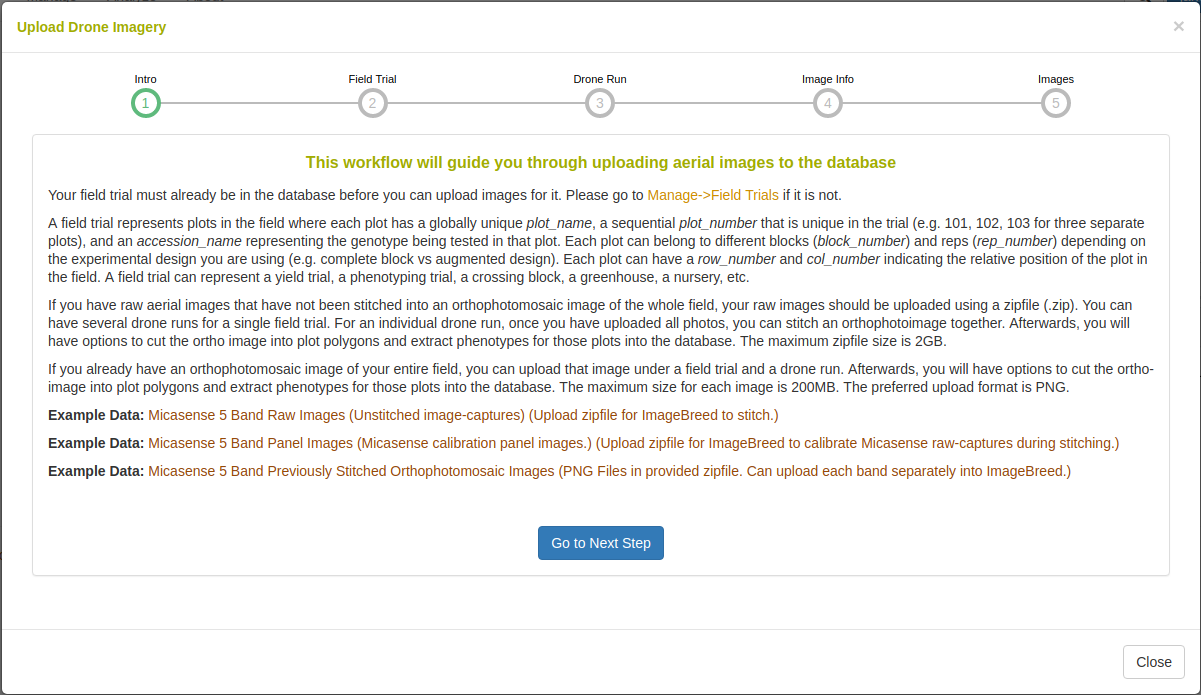 Upload Drone Imagery
×
Intro
Field Trial
Drone Run
Image Info
Images
1
2
3
4
5
This workflow will guide you through uploading aerial images to the database
Your field trial must already be in the database before you can upload images for it. Please go to Manage->Field Trials if it is not.
A field trial represents plots in the field where each plot has a globally unique plot_name, a sequential plot_number that is unique in the trial (e.g. 101, 102, 103 for three separate
plots), and an accession_name representing the genotype being tested in that plot. Each plot can belong to different blocks (block_number) and reps (rep_number) depending on
the experimental design you are using (e.g. complete block vs augmented design). Each plot can have a row_number and col_number indicating the relative position of the plot in
the field. A field trial can represent a yield trial, a phenotyping trial, a crossing block, a greenhouse, a nursery, etc.
If you have raw aerial images that have not been stitched into an orthophotomosaic image of the whole field, your raw images should be uploaded using a zipfile (.zip). You can
have several drone runs for a single field trial. For an individual drone run, once you have uploaded all photos, you can stitch an orthophotoimage together. Afterwards, you will
have options to cut the ortho image into plot polygons and extract phenotypes for those plots into the database. The maximum zipfile size is 2GB.
If you already have an orthophotomosaic image of your entire field, you can upload that image under a field trial and a drone run. Afterwards, you will have options to cut the ortho-
image into plot polygons and extract phenotypes for those plots into the database. The maximum size for each image is 200MB. The preferred upload format is PNG.
Example Data: Micasense 5 Band Raw Images (Unstitched image-captures) (Upload zipfile for ImageBreed to stitch.)
Example Data: Micasense 5 Band Panel Images (Micasense calibration panel images.) (Upload zipfile for ImageBreed to calibrate Micasense raw-captures during stitching.)
Example Data: Micasense 5 Band Previously Stitched Orthophotomosaic Images (PNG Files in provided zipfile. Can upload each band separately into ImageBreed.)
Go to Next Step
Close